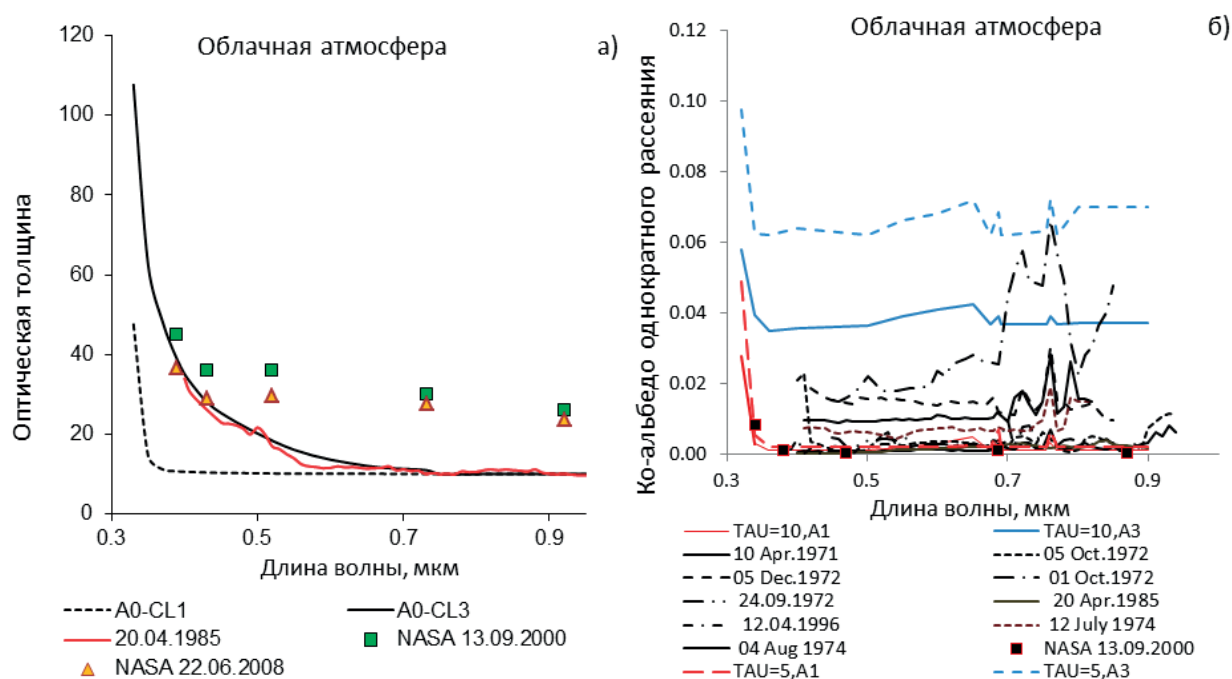 Облачная атмосфера
а)
120
100
80
60
40
20
0
0.3 0.5 0.7 0.9
Оптическая толщина
Длина волны, мкм
A0-CL1 A0-CL3
20.04.1985 NASA 13.09.2000
NASA 22.06.2008
Облачная атмосфера
б)
0.12
0.10
0.08
0.06
0.04
0.02
0.00
0.3 0.5 0.7 0.9
Ко-альбедо однократного рассеяния
Длина волны, мкм
TAU=10,A1 TAU=10,A3
10 Apr.1971 05 Oct.1972
05 Dec.1972 01 Oct.1972
24.09.1972 20 Apr.1985
12.04.1996 12 July 1974
04 Aug 1974 NASA 13.09.2000
TAU=5,A1 TAU=5,A3